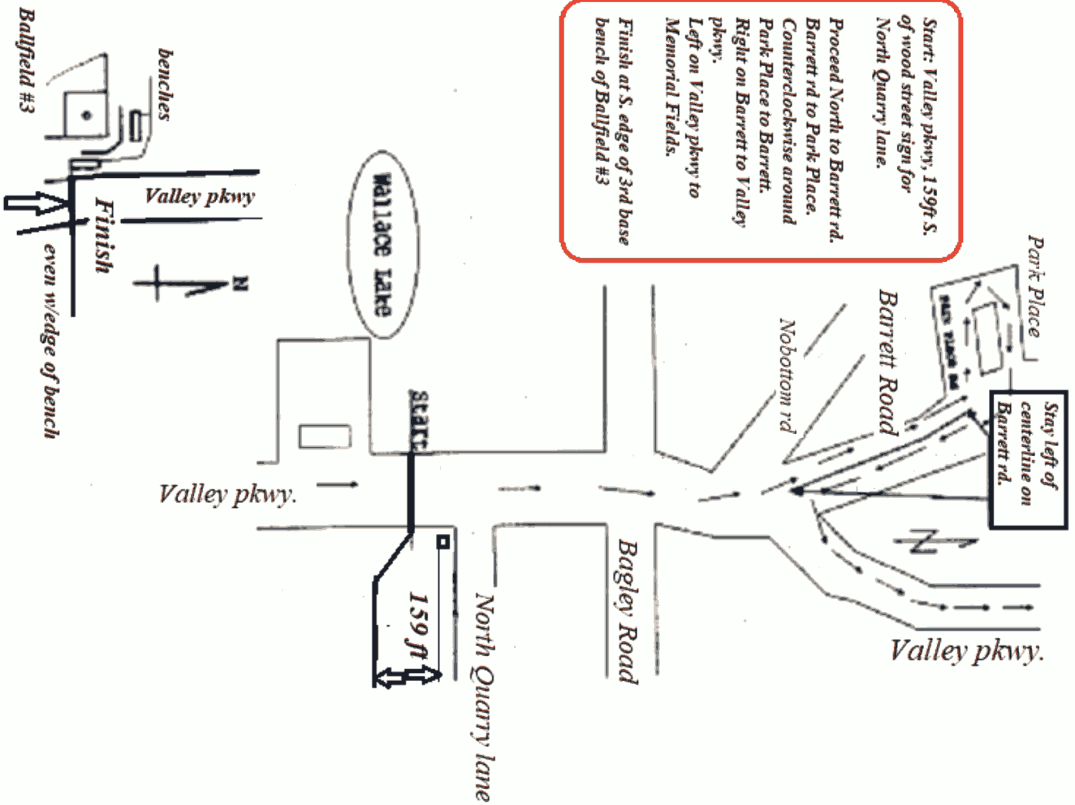 Start: Valley pkwy, 159ft S.
of wood street sign for
North Quarry lane.
Proceed North to Barrett rd.
Barrett rd to Park Place.
Counterclockwise around
Park Place to Barrett.
Right on Barrett to Valley
pkwy.
Left on Valley pkwy to
Memorial Fields.
Finish at S. edge of 3rd base
bench of Ballfield #3
Park Place
PARK PLACE RD
Stay left of
centerline on
Barrett rd.
Barrett Road
Nobottom rd
N
Valley pkwy.
Bagley Road
North Quarry lane
159 ft
start
Valley pkwy.
Wallace Lake
N
Valley pkwy
Finish
even w/edge of bench
benches
Ballfield #3